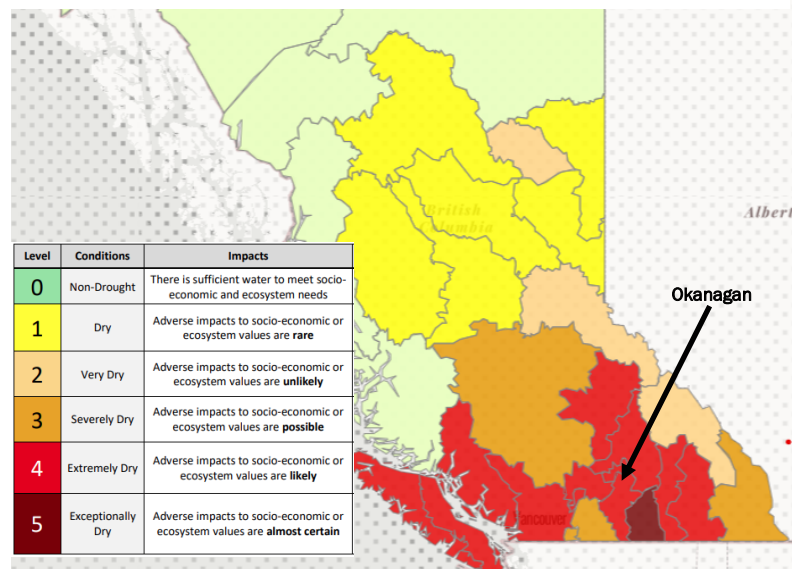 British
Columbia
Albert
Level Conditions Impacts
0 Non-Drought There is sufficient water to meet socio-
economic and ecosystem needs
1 Dry Adverse impacts to socio-economic or
ecosystem values are rare
2 Very Dry Adverse impacts to socio-economic or
ecosystem values are unlikely
3 Severely Dry Adverse impacts to socio-economic or
ecosystem values are possible
4 Extremely Dry Adverse impacts to socio-economic or
ecosystem values are likely
5 Exceptionally
Dry Adverse impacts to socio-economic or
ecosystem values are almost certain
Okanagan
Vancouver